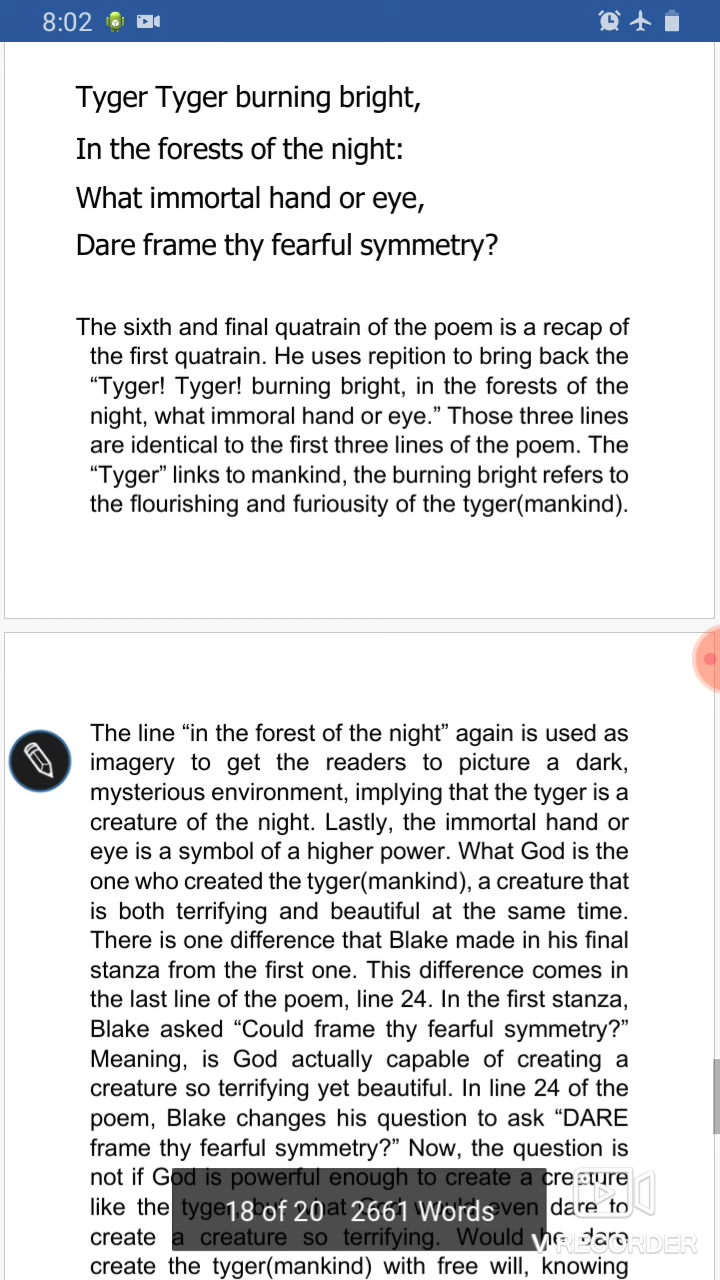 8:02
Tyger Tyger burning bright,
In the forests of the night:
What immortal hand or eye,
Dare frame thy fearful symmetry?
The sixth and final quatrain of the poem is a recap of
the first quatrain. He uses repition to bring back the
“Tyger! Tyger! burning bright, in the forests of the
night, what immoral hand or eye.” Those three lines
are identical to the first three lines of the poem. The
“Tyger” links to mankind, the burning bright refers to
the flourishing and furiousity of the tyger(mankind).
The line “in the forest of the night” again is used as
imagery to get the readers to picture a dark,
mysterious environment, implying that the tyger is a
creature of the night. Lastly, the immortal hand or
eye is a symbol of a higher power. What God is the
one who created the tyger(mankind), a creature that
is both terrifying and beautiful at the same time.
There is one difference that Blake made in his final
stanza from the first one. This difference comes in
the last line of the poem, line 24. In the first stanza,
Blake asked “Could frame thy fearful symmetry?”
Meaning, is God actually capable of creating a
creature so terrifying yet beautiful. In line 24 of the
poem, Blake changes his question to ask “DARE
frame thy fearful symmetry?” Now, the question is
not if God is powerful enough to create a creature
like the tyger, even dare to
18 of 20 2661 Words
create a creature so terrifying. Would he dare
VRECORDER
create the tyger(mankind) with free will, knowing